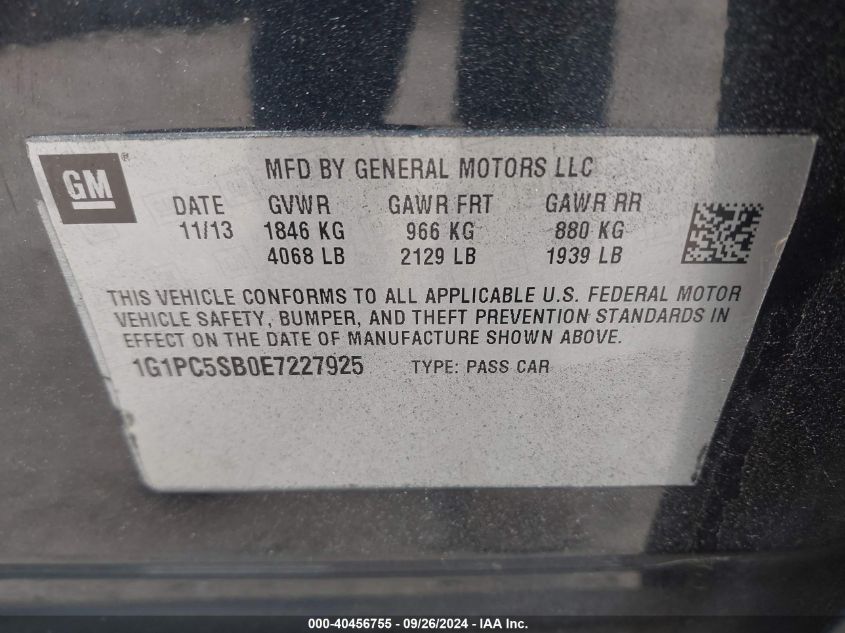 GM®
MFD BY GENERAL MOTORS LLC
DATE GVWR GAWR FRT GAWR RR
11/13 1846 KG 966 KG 880 KG
4068 LB 2129 LB 1939 LB
THIS VEHICLE CONFORMS TO ALL APPLICABLE U.S. FEDERAL MOTOR
VEHICLE SAFETY, BUMPER, AND THEFT PREVENTION STANDARDS IN
EFFECT ON THE DATE OF MANUFACTURE SHOWN ABOVE.
1G1PC5SB0E7227925 TYPE: PASS CAR
000-40456755 - 09/26/2024 - IAA Inc.